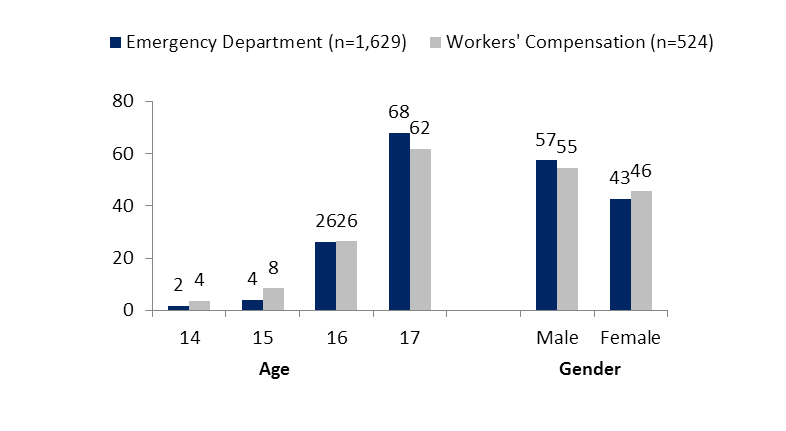 Emergency Department (n=1,629) Workers' Compensation (n=524)
80
60
40
20
0
2 4 4 8 26 26 68 62 57 55 43 46
14 15 16 17 Male Female
Age Gender